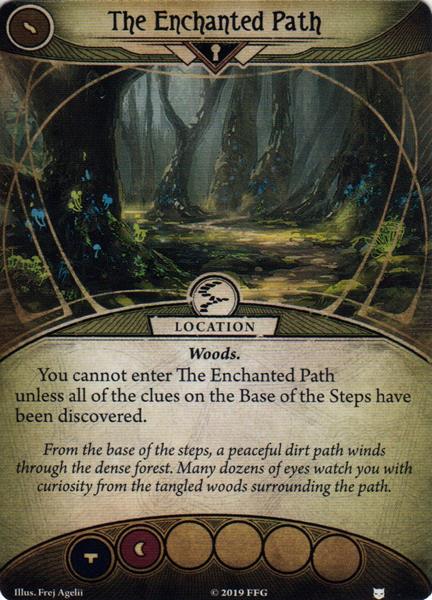 The Enchanted Path
LOCATION
Woods.
You cannot enter The Enchanted Path
unless all of the clues on the Base of the Steps have
been discovered.
From the base of the steps, a peaceful dirt path winds
through the dense forest. Many dozens of eyes watch you with
curiosity from the tangled woods surrounding the path.
Illus. Frej Agelii
© 2019 FFG